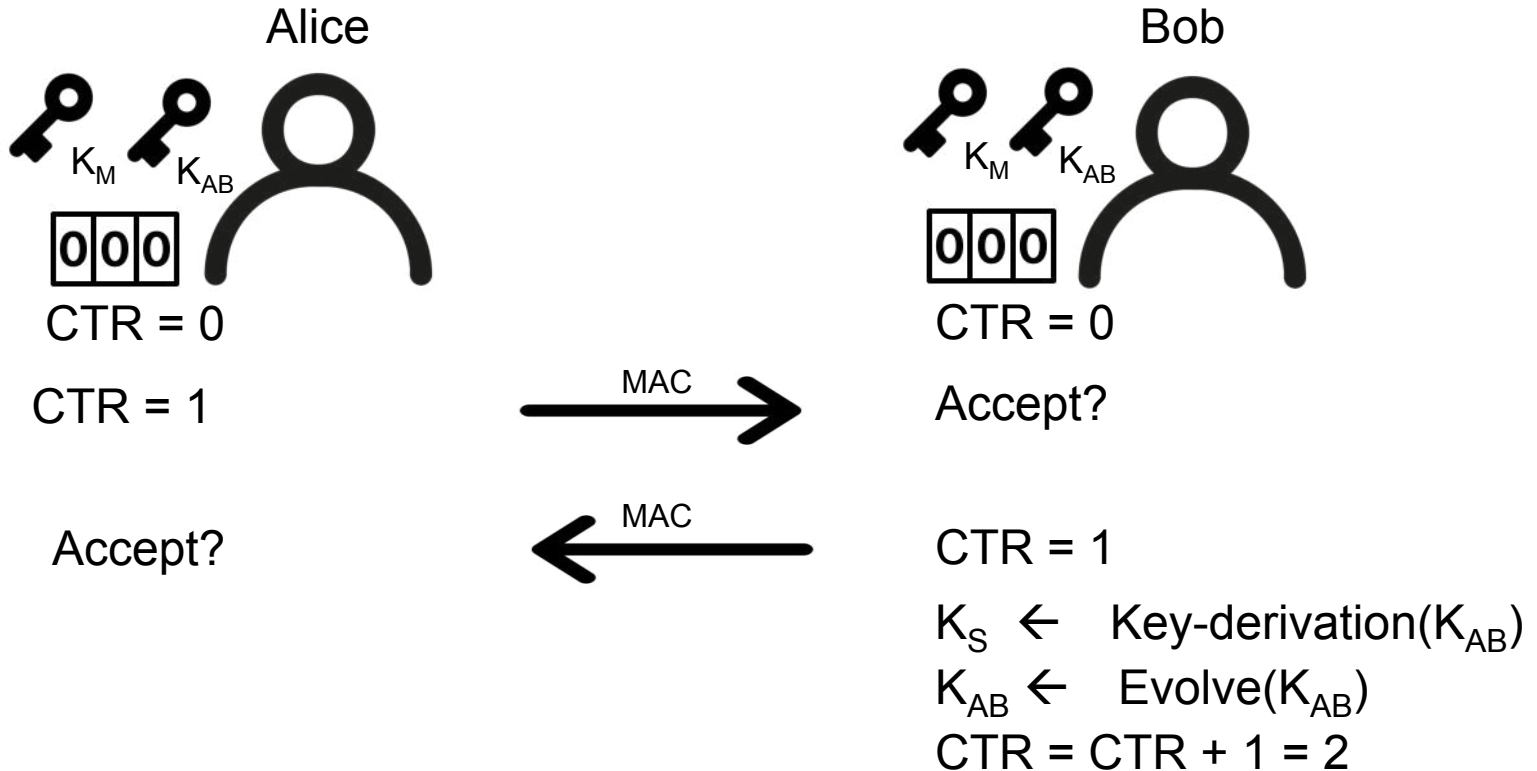 Alice
Bob
K_M K_AB
K_M K_AB
000
000
CTR = 0
CTR = 0
CTR = 1
MAC
Accept?
Accept?
MAC
CTR = 1
K_S ← Key-derivation(K_AB)
K_AB ← Evolve(K_AB)
CTR = CTR + 1 = 2